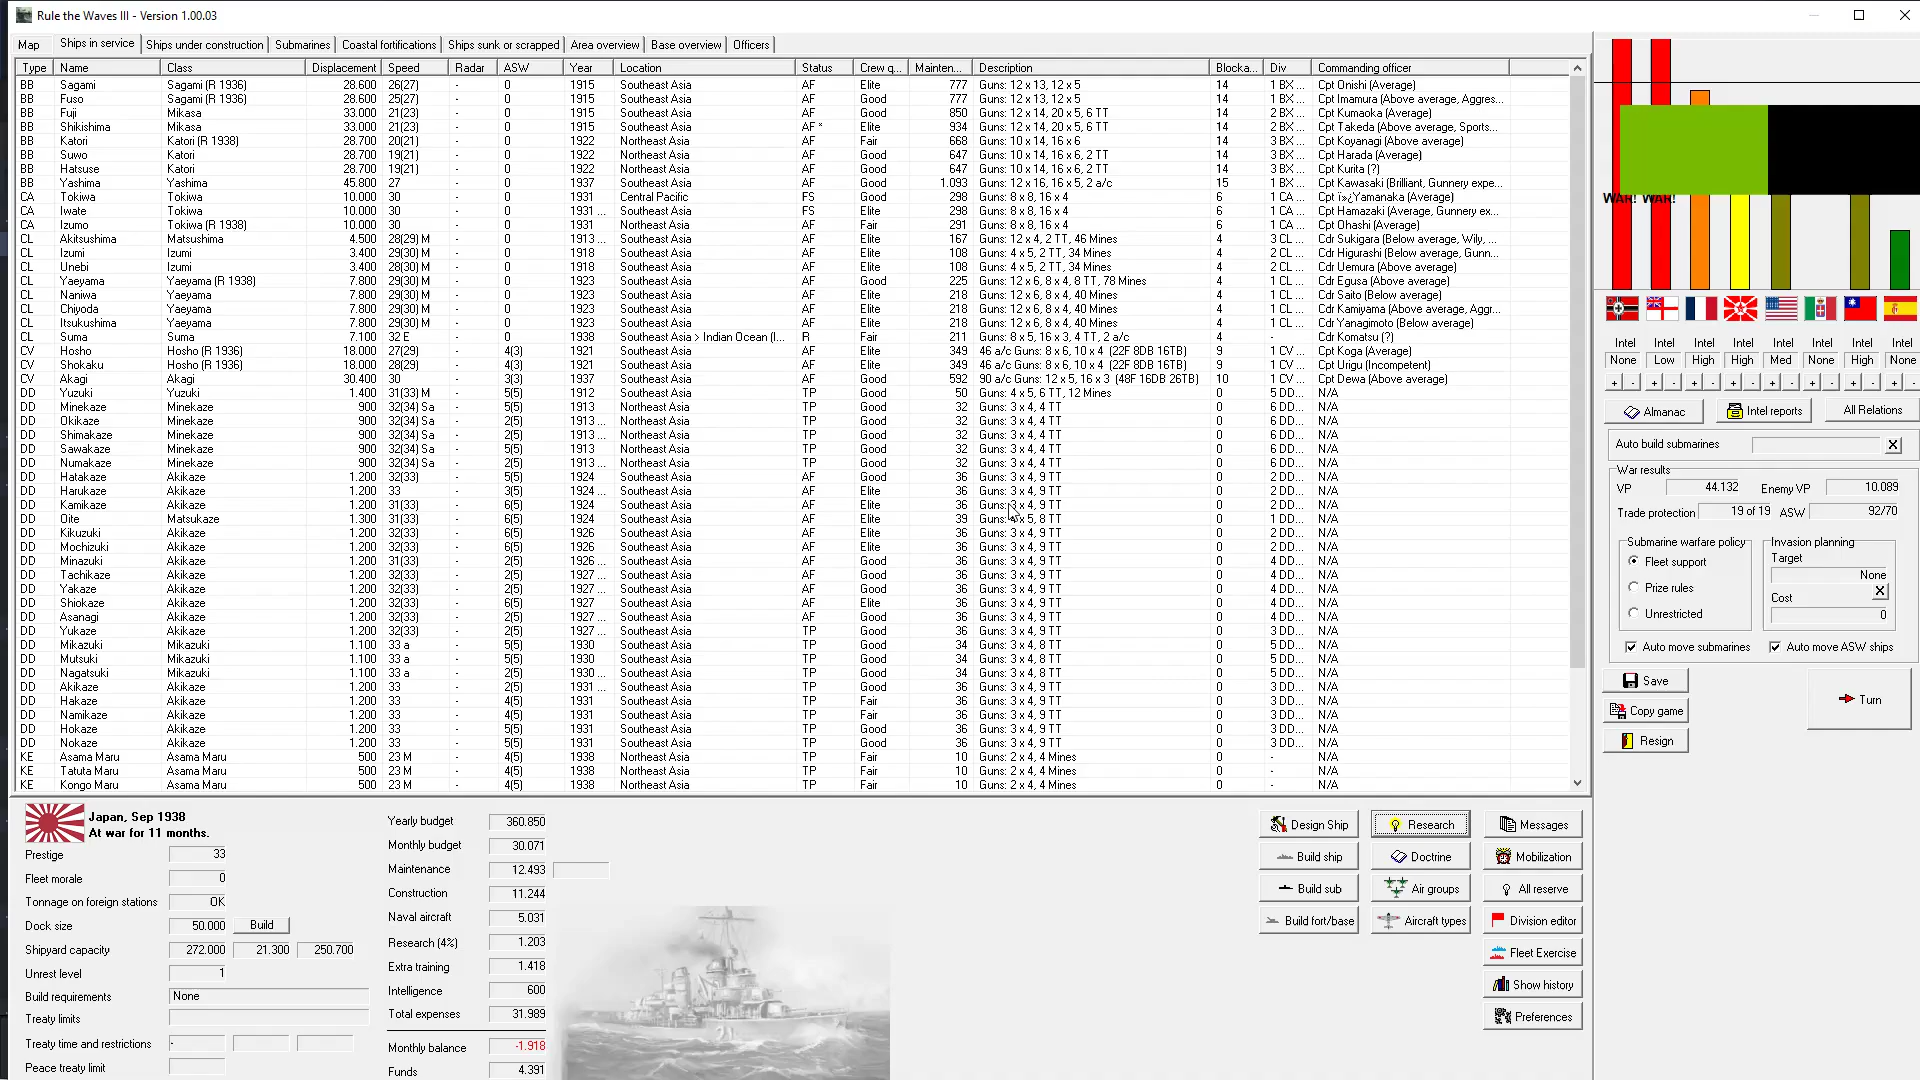 Rule the Waves III - Version 1.00.03
Map Ships in service Ships under construction Submarines Coastal fortifications Ships sunk or scrapped Area overview Base overview Officers
Type Name Class Displacement Speed Radar ASW Year Location Status Crew q... Mainten... Description Blocka... Div Commanding officer
BB Sagami Sagami (R 1936) 28.600 26(27) - 0 1915 Southeast Asia AF Elite 777 Guns: 12 x 13, 12 x 5 14 1 BX ... Cpt Onishi (Average)
BB Fuso Sagami (R 1936) 28.600 25(27) - 0 1915 Southeast Asia AF Good 777 Guns: 12 x 13, 12 x 5 14 1 BX ... Cpt Imamura (Above average, Aggres...
BB Fuji Mikasa 33.000 21(23) - 0 1915 Southeast Asia AF Good 850 Guns: 12 x 14, 20 x 5, 6 TT 14 2 BX ... Cpt Kumaoka (Average)
BB Shikishima Mikasa 33.000 21(23) - 0 1915 Southeast Asia AF * Elite 934 Guns: 12 x 14, 20 x 5, 6 TT 14 2 BX ... Cpt Takeda (Above average, Sports...
BB Katori Katori (R 1938) 28.700 20(21) - 0 1922 Northeast Asia AF Fair 668 Guns: 10 x 14, 16 x 6 14 3 BX ... Cpt Koyanagi (Above average)
BB Suwo Katori 28.700 19(21) - 0 1922 Northeast Asia AF Good 647 Guns: 10 x 14, 16 x 6, 2 TT 14 3 BX ... Cpt Harada (Average)
BB Hatsuse Katori 28.700 19(21) - 0 1922 Northeast Asia AF Good 647 Guns: 10 x 14, 16 x 6, 2 TT 14 3 BX ... Cpt Kurita (?)
BB Yashima Yashima 45.800 27 - 0 1937 Southeast Asia AF Good 1.093 Guns: 12 x 16, 16 x 5, 2 a/c 15 1 BX ... Cpt Kawasaki (Brilliant, Gunnery expe...
CA Tokiwa Tokiwa 10.000 30 - 0 1931 Central Pacific FS Good 298 Guns: 8 x 8, 16 x 4 6 1 CA ... Cpt ï»¿Yamanaka (Average)
CA Iwate Tokiwa 10.000 30 - 0 1931 ... Southeast Asia FS Elite 298 Guns: 8 x 8, 16 x 4 6 1 CA ... Cpt Hamazaki (Average, Gunnery ex...
CA Izumo Tokiwa (R 1938) 10.000 30 - 0 1931 Northeast Asia AF Fair 291 Guns: 8 x 8, 16 x 4 6 1 CA ... Cpt Ohashi (Average)
CL Akitsushima Matsushima 4.500 28(29) M - 0 1913 ... Southeast Asia AF Elite 167 Guns: 12 x 4, 2 TT, 46 Mines 4 3 CL ... Cdr Sukigara (Below average, Wily, ...
CL Izumi Izumi 3.400 29(30) M - 0 1918 Southeast Asia AF Elite 108 Guns: 4 x 5, 2 TT, 34 Mines 4 2 CL ... Cdr Higurashi (Below average, Gunn...
CL Unebi Izumi 3.400 28(30) M - 0 1918 Southeast Asia AF Elite 108 Guns: 4 x 5, 2 TT, 34 Mines 4 2 CL ... Cdr Uemura (Above average)
CL Yaeyama Yaeyama (R 1938) 7.800 29(30) M - 0 1923 Southeast Asia AF Good 225 Guns: 12 x 6, 8 x 4, 8 TT, 78 Mines 4 1 CL ... Cdr Egusa (Above average)
CL Naniwa Yaeyama 7.800 29(30) M - 0 1923 Southeast Asia AF Elite 218 Guns: 12 x 6, 8 x 4, 40 Mines 4 1 CL ... Cdr Saito (Below average)
CL Chiyoda Yaeyama 7.800 29(30) M - 0 1923 Southeast Asia AF Elite 218 Guns: 12 x 6, 8 x 4, 40 Mines 4 1 CL ... Cdr Kamiyama (Above average, Aggr...
CL Itsukushima Yaeyama 7.800 29(30) M - 0 1923 Southeast Asia AF Elite 218 Guns: 12 x 6, 8 x 4, 40 Mines 4 1 CL ... Cdr Yanagimoto (Below average)
CL Suma Suma 7.100 32 E - 0 1938 Southeast Asia > Indian Ocean (I... R Fair 211 Guns: 8 x 5, 16 x 3, 4 TT, 2 a/c 4 - Cdr Komatsu (?)
CV Hosho Hosho (R 1936) 18.000 27(29) - 4(3) 1921 Southeast Asia AF Elite 349 46 a/c Guns: 8 x 6, 10 x 4 (22F 8DB 16TB) 9 1 CV ... Cpt Koga (Average)
CV Shokaku Hosho (R 1936) 18.000 28(29) - 4(3) 1921 Southeast Asia AF Elite 349 46 a/c Guns: 8 x 6, 10 x 4 (22F 8DB 16TB) 9 1 CV ... Cpt Urigu (Incompetent)
CV Akagi Akagi 30.400 30 - 3(3) 1937 Southeast Asia AF Good 592 90 a/c Guns: 12 x 5, 16 x 3 (48F 16DB 26TB) 10 1 CV ... Cpt Dewa (Above average)
DD Yuzuki Yuzuki 1.400 31(33) M - 5(5) 1912 Southeast Asia TP Good 50 Guns: 4 x 5, 6 TT, 12 Mines 0 5 DD... N/A
DD Minekaze Minekaze 900 32(34) Sa - 5(5) 1913 Northeast Asia TP Good 32 Guns: 3 x 4, 4 TT 0 6 DD... N/A
DD Okikaze Minekaze 900 32(34) Sa - 2(5) 1913 ... Northeast Asia TP Good 32 Guns: 3 x 4, 4 TT 0 6 DD... N/A
DD Shimakaze Minekaze 900 32(34) Sa - 2(5) 1913 ... Northeast Asia TP Good 32 Guns: 3 x 4, 4 TT 0 6 DD... N/A
DD Sawakaze Minekaze 900 32(34) Sa - 5(5) 1913 Northeast Asia TP Good 32 Guns: 3 x 4, 4 TT 0 6 DD... N/A
DD Numakaze Minekaze 900 32(34) Sa - 2(5) 1913 ... Northeast Asia TP Good 32 Guns: 3 x 4, 4 TT 0 6 DD... N/A
DD Hatakaze Akikaze 1.200 32(33) - 5(5) 1924 Southeast Asia AF Good 36 Guns: 3 x 4, 9 TT 0 2 DD... N/A
DD Harukaze Akikaze 1.200 33 - 3(5) 1924 ... Southeast Asia AF Elite 36 Guns: 3 x 4, 9 TT 0 2 DD... N/A
DD Kamikaze Akikaze 1.200 31(33) - 6(5) 1924 Southeast Asia AF Elite 36 Guns: 3 x 4, 9 TT 0 2 DD... N/A
DD Oite Matsukaze 1.300 31(33) - 6(5) 1924 Southeast Asia AF Elite 39 Guns: 4 x 5, 8 TT 0 1 DD... N/A
DD Kikuzuki Akikaze 1.200 32(33) - 6(5) 1926 Southeast Asia AF Elite 36 Guns: 3 x 4, 9 TT 0 2 DD... N/A
DD Mochizuki Akikaze 1.200 32(33) - 6(5) 1926 Southeast Asia AF Elite 36 Guns: 3 x 4, 9 TT 0 2 DD... N/A
DD Minazuki Akikaze 1.200 31(33) - 2(5) 1926 ... Southeast Asia AF Good 36 Guns: 3 x 4, 9 TT 0 4 DD... N/A
DD Tachikaze Akikaze 1.200 32(33) - 2(5) 1927 ... Southeast Asia AF Good 36 Guns: 3 x 4, 9 TT 0 4 DD... N/A
DD Yakaze Akikaze 1.200 32(33) - 2(5) 1927 ... Southeast Asia AF Good 36 Guns: 3 x 4, 9 TT 0 4 DD... N/A
DD Shiokaze Akikaze 1.200 32(33) - 6(5) 1927 ... Southeast Asia AF Elite 36 Guns: 3 x 4, 9 TT 0 4 DD... N/A
DD Asanagi Akikaze 1.200 32(33) - 2(5) 1927 ... Southeast Asia AF Good 36 Guns: 3 x 4, 9 TT 0 4 DD... N/A
DD Yukaze Akikaze 1.200 32(33) - 2(5) 1927 ... Southeast Asia TP Good 36 Guns: 3 x 4, 9 TT 0 3 DD... N/A
DD Mikazuki Mikazuki 1.100 33 a - 5(5) 1930 Southeast Asia TP Good 34 Guns: 3 x 4, 8 TT 0 5 DD... N/A
DD Mutsuki Mikazuki 1.100 33 a - 5(5) 1930 Southeast Asia TP Good 34 Guns: 3 x 4, 8 TT 0 5 DD... N/A
DD Nagatsuki Mikazuki 1.100 33 a - 2(5) 1930 ... Southeast Asia TP Good 34 Guns: 3 x 4, 8 TT 0 5 DD... N/A
DD Akikaze Akikaze 1.200 33 - 2(5) 1931 ... Southeast Asia TP Good 36 Guns: 3 x 4, 9 TT 0 3 DD... N/A
DD Hakaze Akikaze 1.200 33 - 4(5) 1931 Southeast Asia TP Fair 36 Guns: 3 x 4, 9 TT 0 3 DD... N/A
DD Namikaze Akikaze 1.200 33 - 4(5) 1931 Southeast Asia TP Fair 36 Guns: 3 x 4, 9 TT 0 3 DD... N/A
DD Hokaze Akikaze 1.200 33 - 5(5) 1931 Southeast Asia TP Good 36 Guns: 3 x 4, 9 TT 0 3 DD... N/A
DD Nokaze Akikaze 1.200 33 - 5(5) 1931 Southeast Asia TP Good 36 Guns: 3 x 4, 9 TT 0 3 DD... N/A
KE Asama Maru Asama Maru 500 23 M - 4(5) 1938 Northeast Asia TP Fair 10 Guns: 2 x 4, 4 Mines 0 - N/A
KE Tatuta Maru Asama Maru 500 23 M - 4(5) 1938 Northeast Asia TP Fair 10 Guns: 2 x 4, 4 Mines 0 - N/A
KE Kongo Maru Asama Maru 500 23 M - 4(5) 1938 Northeast Asia TP Fair 10 Guns: 2 x 4, 4 Mines 0 - N/A
WAR! WAR!
Intel Intel Intel Intel Intel Intel Intel Intel
None Low High High Med None High None
+ - + - + - + - + - + - + - + -
Almanac Intel reports All Relations
Auto build submarines X
War results
VP 44.132 Enemy VP 10.089
Trade protection 19 of 19 ASW 92/70
Submarine warfare policy
Fleet support
Prize rules
Unrestricted
Invasion planning
Target
None
Cost X
0
Auto move submarines Auto move ASW ships
Save
Copy game
Resign
Turn
Japan, Sep 1938
At war for 11 months.
Prestige 33
Fleet morale 0
Tonnage on foreign stations OK
Dock size 50.000 Build
Shipyard capacity 272.000 21.300 250.700
Unrest level 1
Build requirements None
Treaty limits
Treaty time and restrictions -
Peace treaty limit
Yearly budget 360.850
Monthly budget 30.071
Maintenance 12.493
Construction 11.244
Naval aircraft 5.031
Research (4%) 1.203
Extra training 1.418
Intelligence 600
Total expenses 31.989
Monthly balance -1.918
Funds 4.391
Design Ship Research Messages
Build ship Doctrine Mobilization
Build sub Air groups All reserve
Build fort/base Aircraft types Division editor
Fleet Exercise
Show history
Preferences